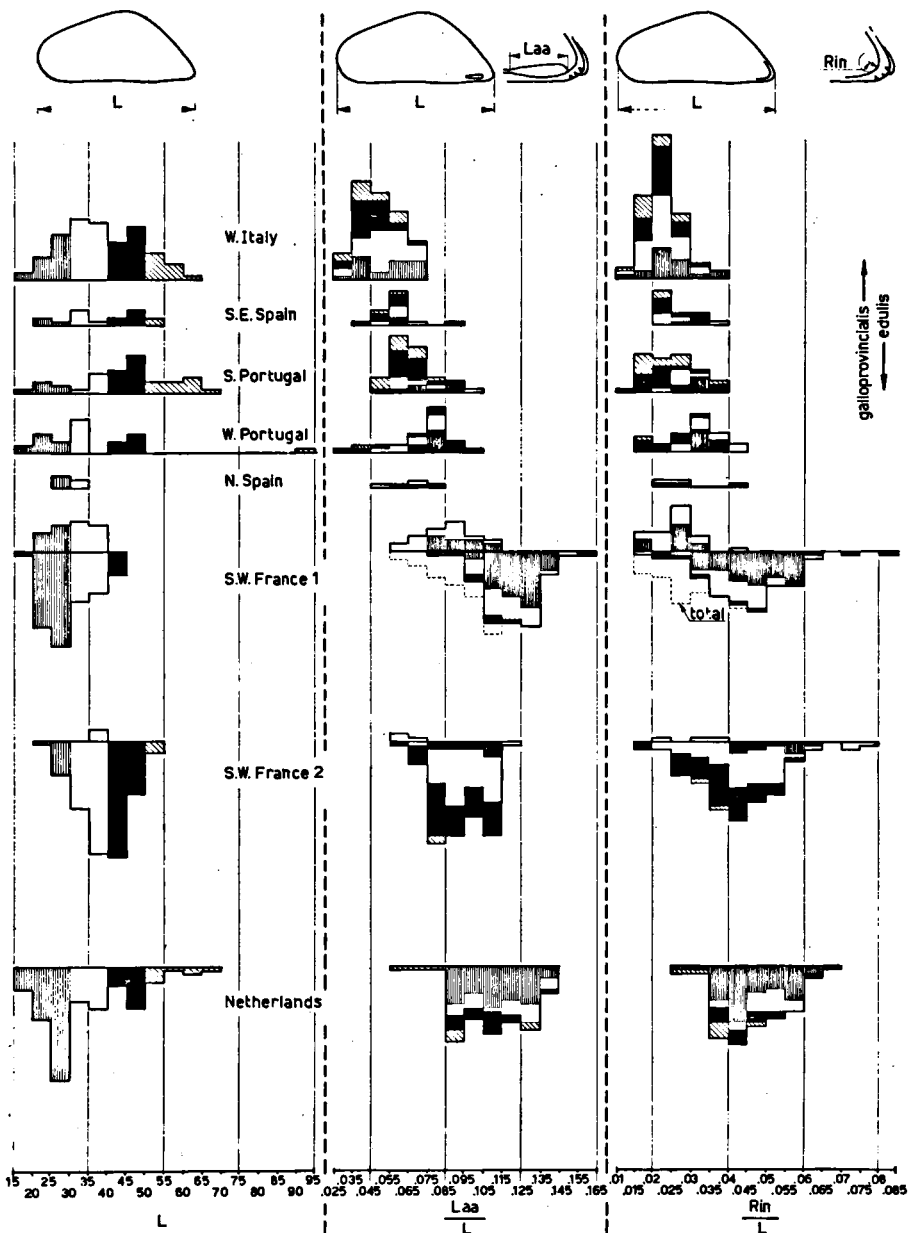 L
Laa
L
Rin
L
W. Italy
S.E. Spain
S. Portugal
W. Portugal
N. Spain
S.W. France 1
S.W. France 2
Netherlands
total
galloprovincialis
edulis
15 20 25 30 35 40 45 50 55 60 65 70 75 80 85 90 95
L
.025 .035 .045 .055 .065 .075 .085 .095 .105 .125 .135 .145 .155 .165
Laa
L
.01 .015 .02 .025 .03 .035 .04 .045 .05 .055 .06 .065 .07 .075 .08 .085
Rin
L